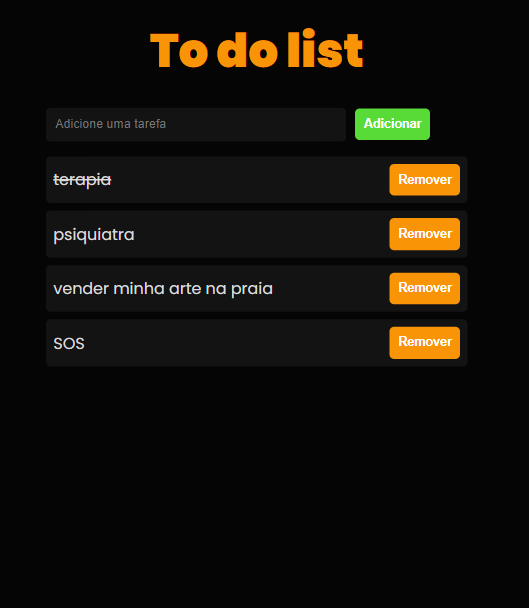 To do list
Adicione uma tarefa Adicionar
terapia Remover
psiquiatra Remover
vender minha arte na praia Remover
SOS Remover